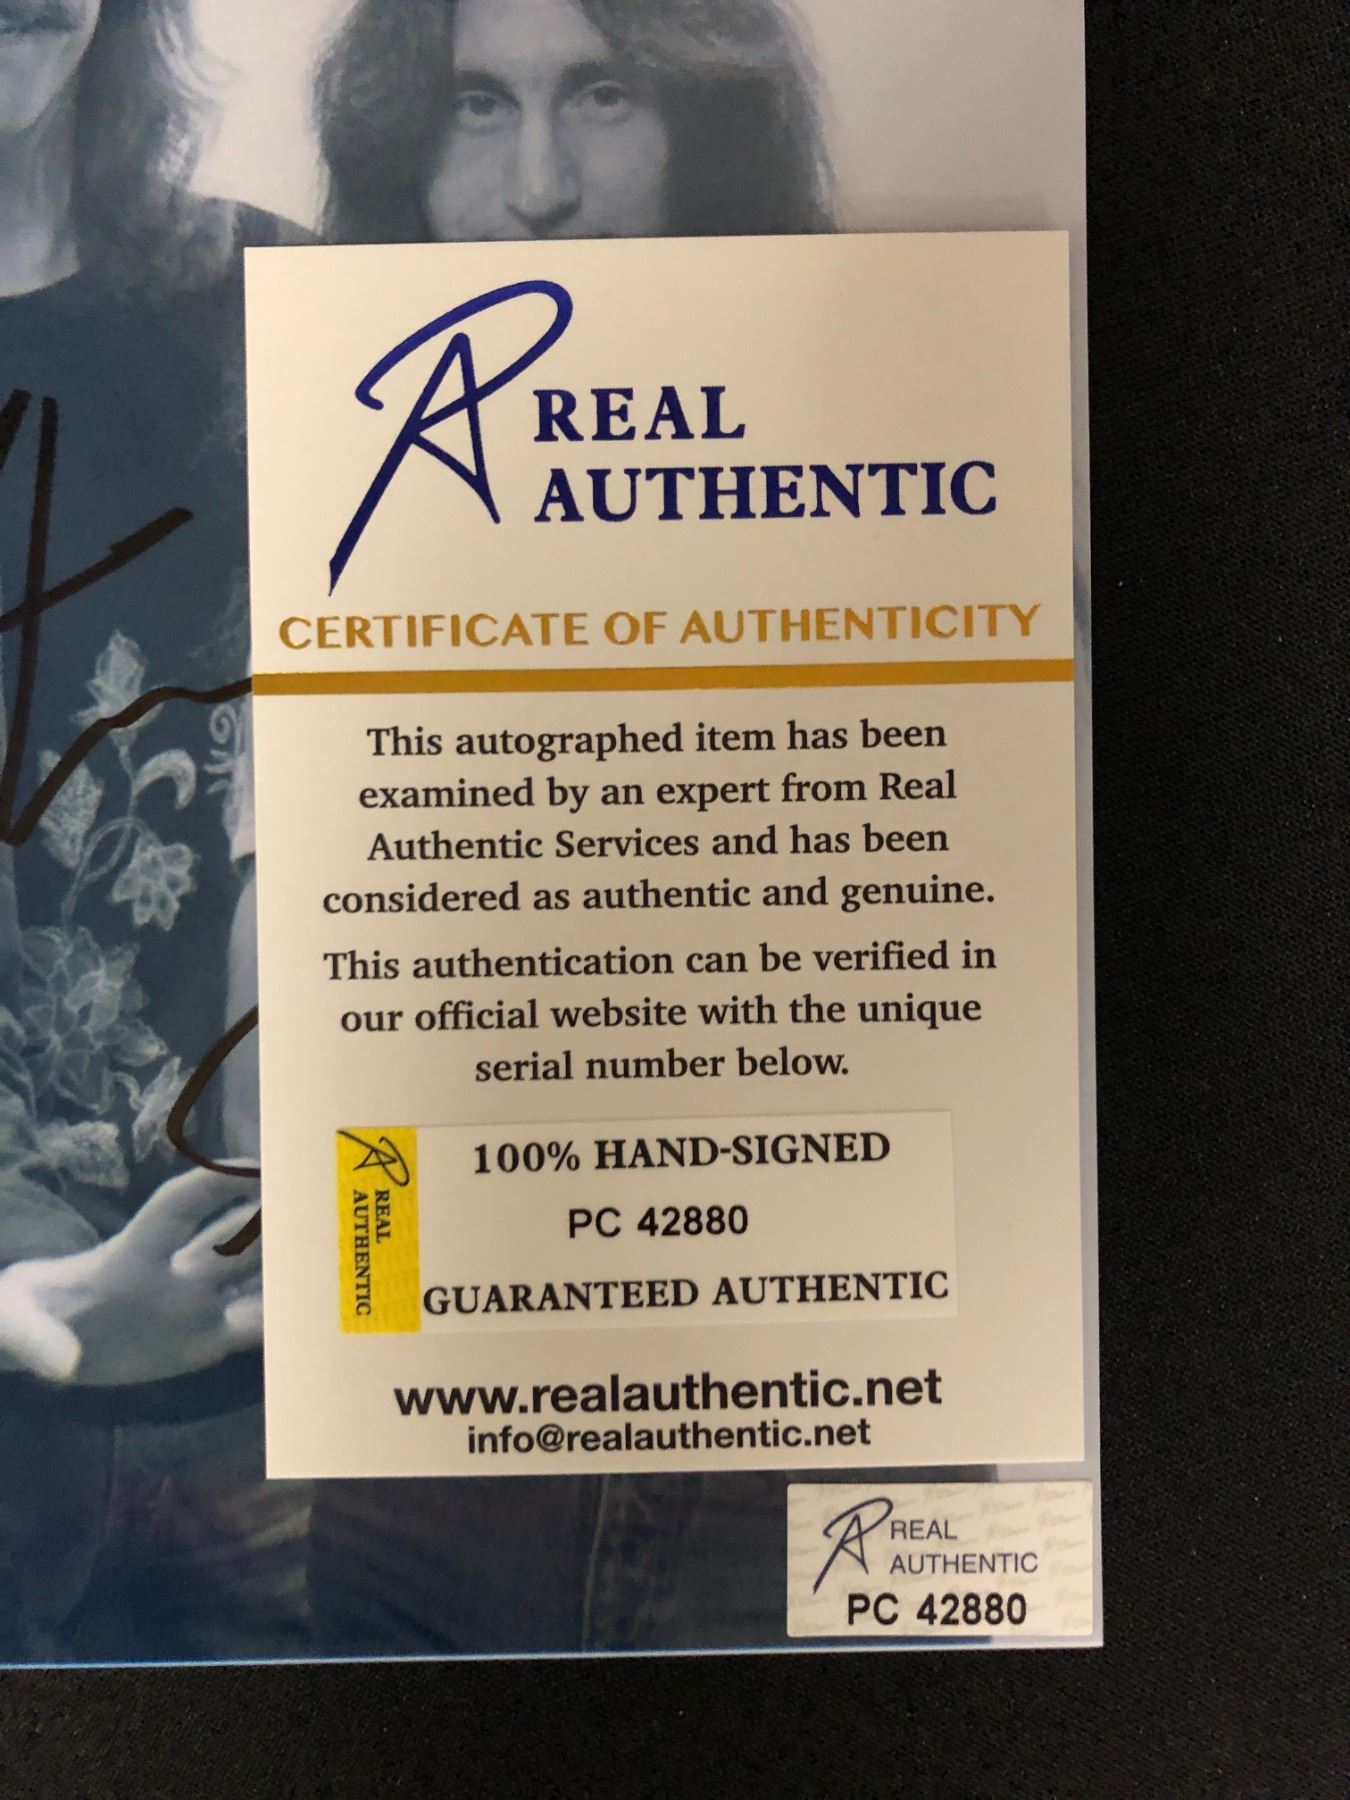 REAL
AUTHENTIC
CERTIFICATE OF AUTHENTICITY
This autographed item has been
examined by an expert from Real
Authentic Services and has been
considered as authentic and genuine.
This authentication can be verified in
our official website with the unique
serial number below.
REAL
AUTHENTIC
100% HAND-SIGNED
PC 42880
GUARANTEED AUTHENTIC
www.realauthentic.net
info@realauthentic.net
REAL
AUTHENTIC
PC 42880